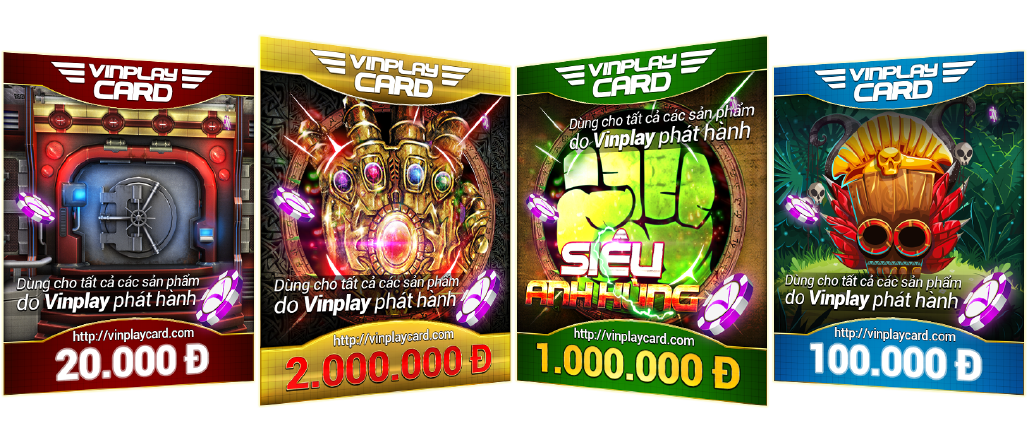 VINPLAY
CARD
Dùng cho tất cả các sản phẩm
do Vinplay phát hành
http://vinplaycard.com
20.000 Đ
VINPLAY
CARD
Dùng cho tất cả các sản phẩm
do Vinplay phát hành
http://vinplaycard.com
2.000.000 Đ
VINPLAY
CARD
Dùng cho tất cả các sản phẩm
do Vinplay phát hành
SIÊU
ANH HÙNG
http://vinplaycard.com
1.000.000 Đ
VINPLAY
CARD
Dùng cho tất cả các sản phẩm
do Vinplay phát hành
http://vinplaycard.com
100.000 Đ